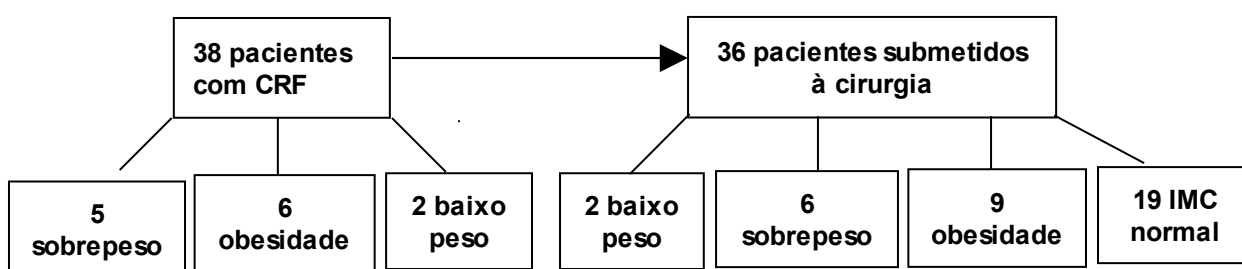 38 pacientes
com CRF
36 pacientes submetidos
à cirurgia
5
sobrepeso
6
obesidade
2 baixo
peso
2 baixo
peso
6
sobrepeso
9
obesidade
19 IMC
normal